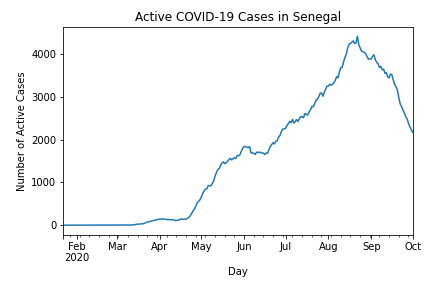 Active COVID-19 Cases in Senegal
Number of Active Cases
4000
3000
2000
1000
0
Feb Mar Apr May Jun Jul Aug Sep Oct
2020
Day